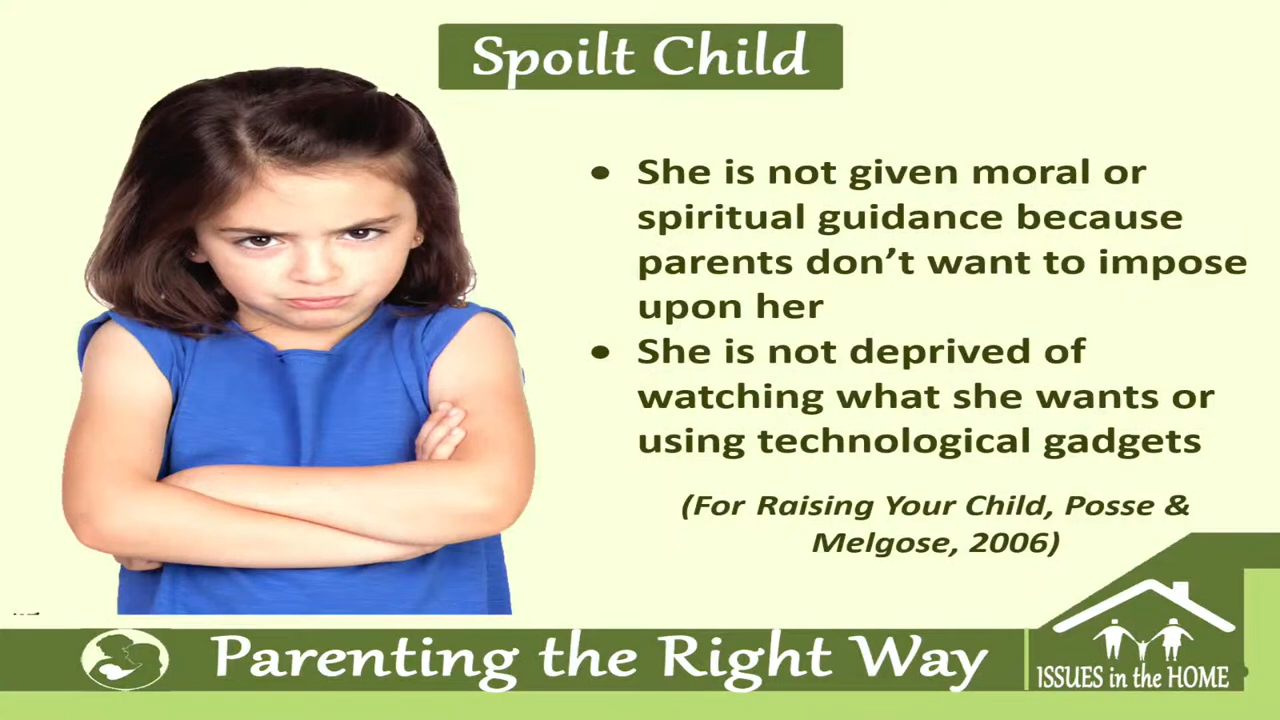 Spoilt Child
• She is not given moral or
spiritual guidance because
parents don’t want to impose
upon her
• She is not deprived of
watching what she wants or
using technological gadgets
(For Raising Your Child, Posse &
Melgose, 2006)
Parenting the Right Way
ISSUES in the HOME